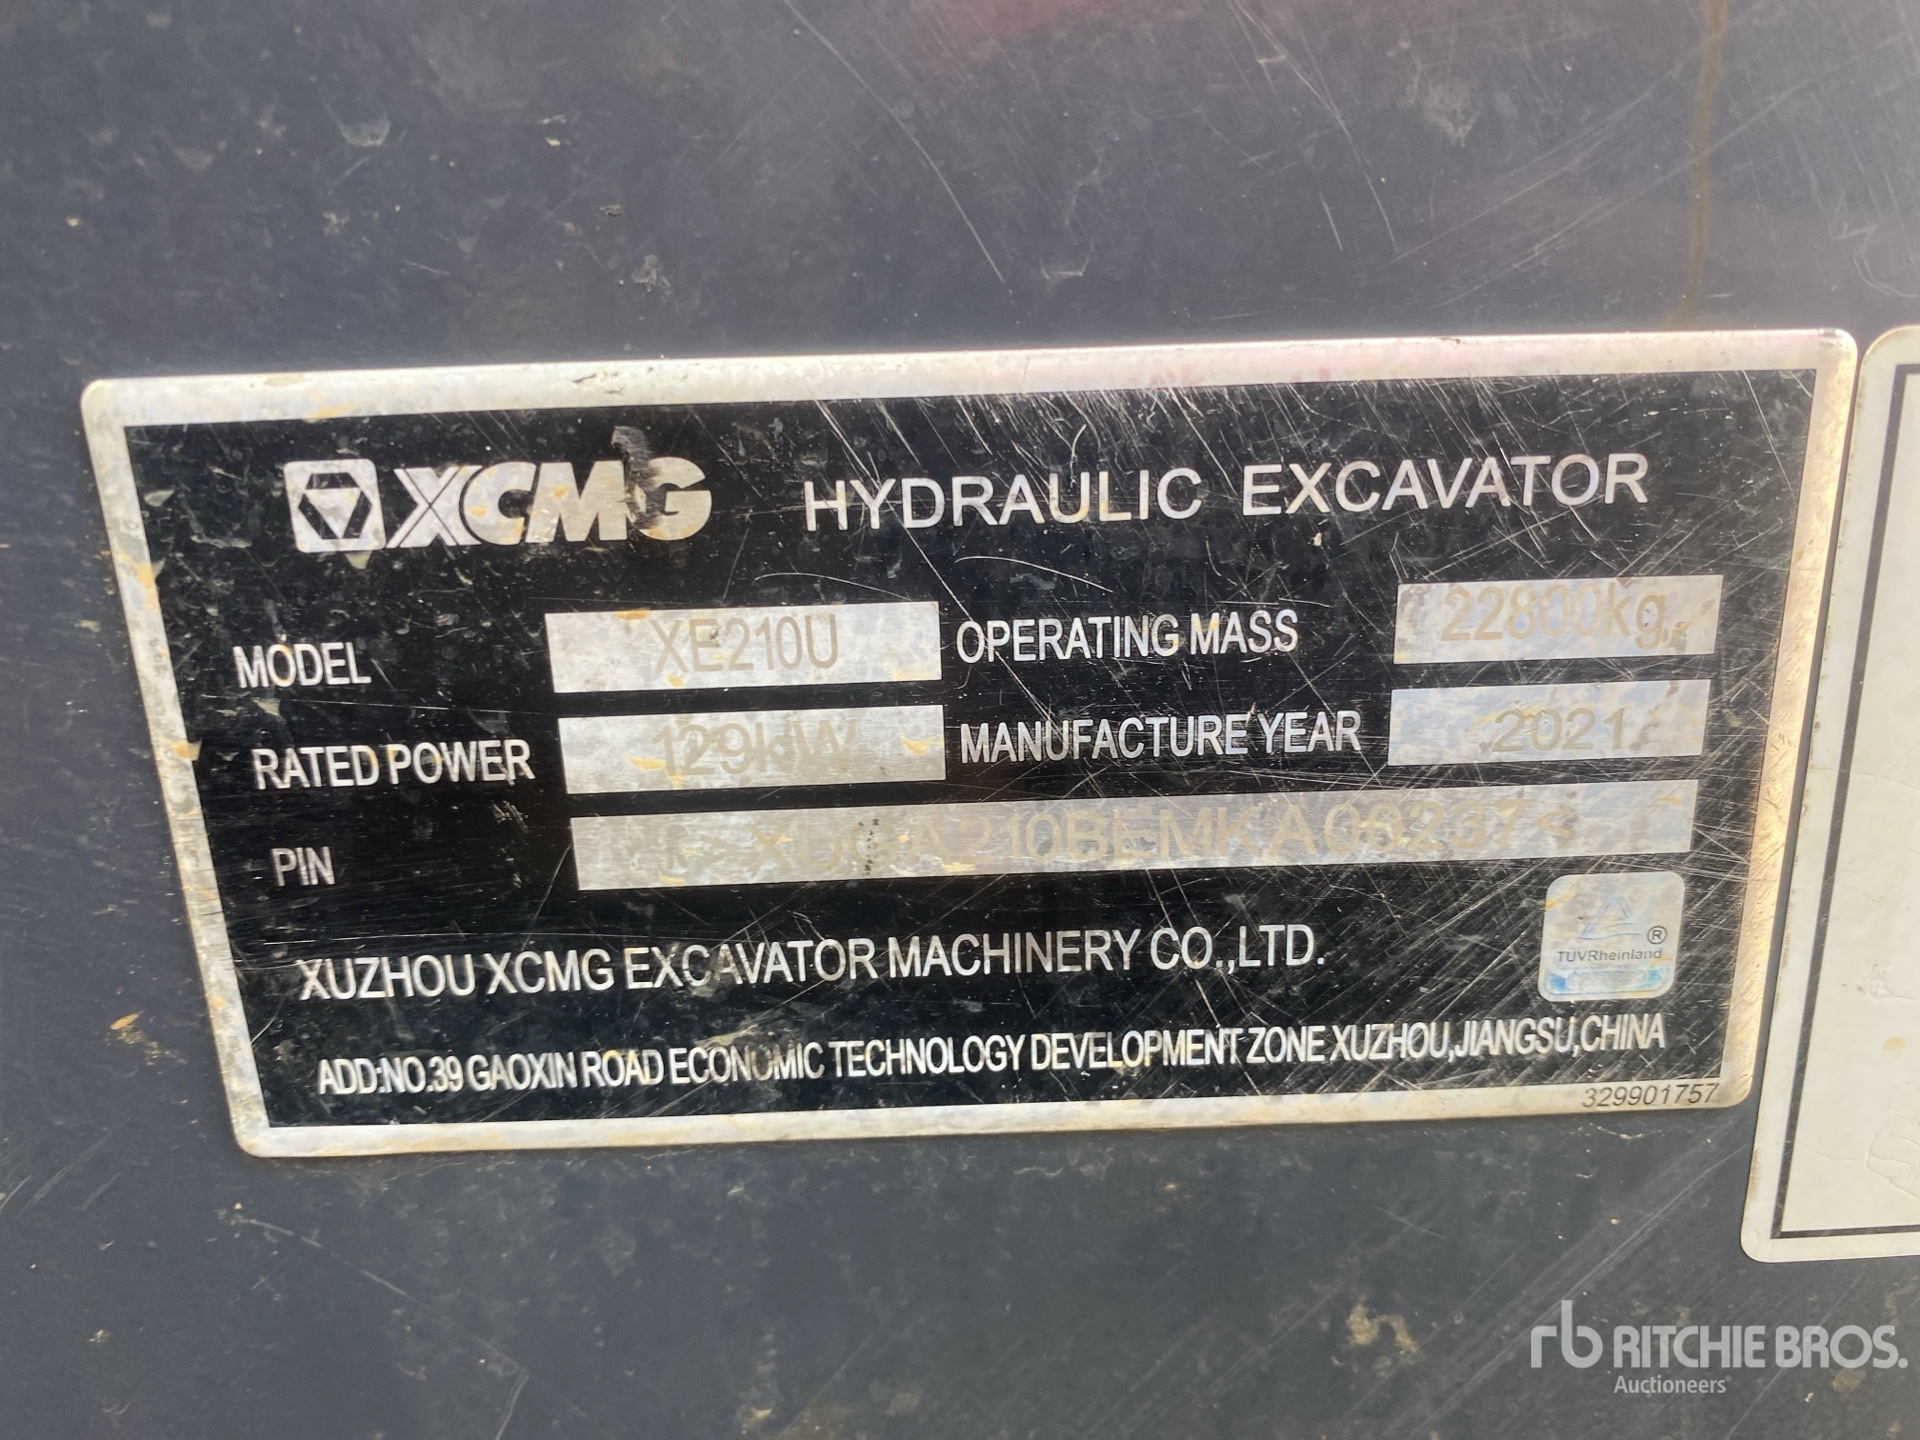 XCMG HYDRAULIC EXCAVATOR
MODEL XE210U OPERATING MASS 22800kg
RATED POWER 129kW MANUFACTURE YEAR 2021
PIN >XUGA210BEMKA00237<
XUZHOU XCMG EXCAVATOR MACHINERY CO.,LTD.
TÜVRheinland ®
ADD:NO.39 GAOXIN ROAD ECONOMIC TECHNOLOGY DEVELOPMENT ZONE XUZHOU,JIANGSU,CHINA
329901757
rb RITCHIE BROS.
Auctioneers